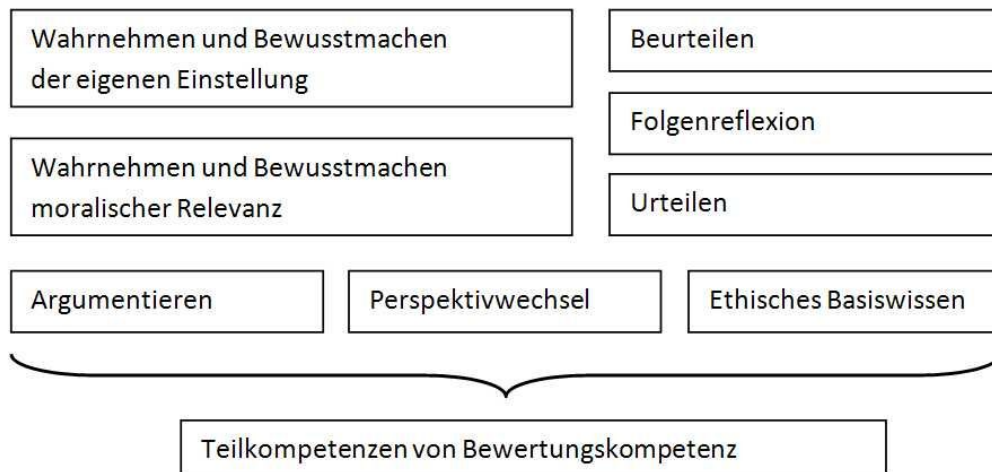 Wahrnehmen und Bewusstmachen
der eigenen Einstellung
Wahrnehmen und Bewusstmachen
moralischer Relevanz
Beurteilen
Folgenreflexion
Urteilen
Argumentieren
Perspektivwechsel
Ethisches Basiswissen
Teilkompetenzen von Bewertungskompetenz